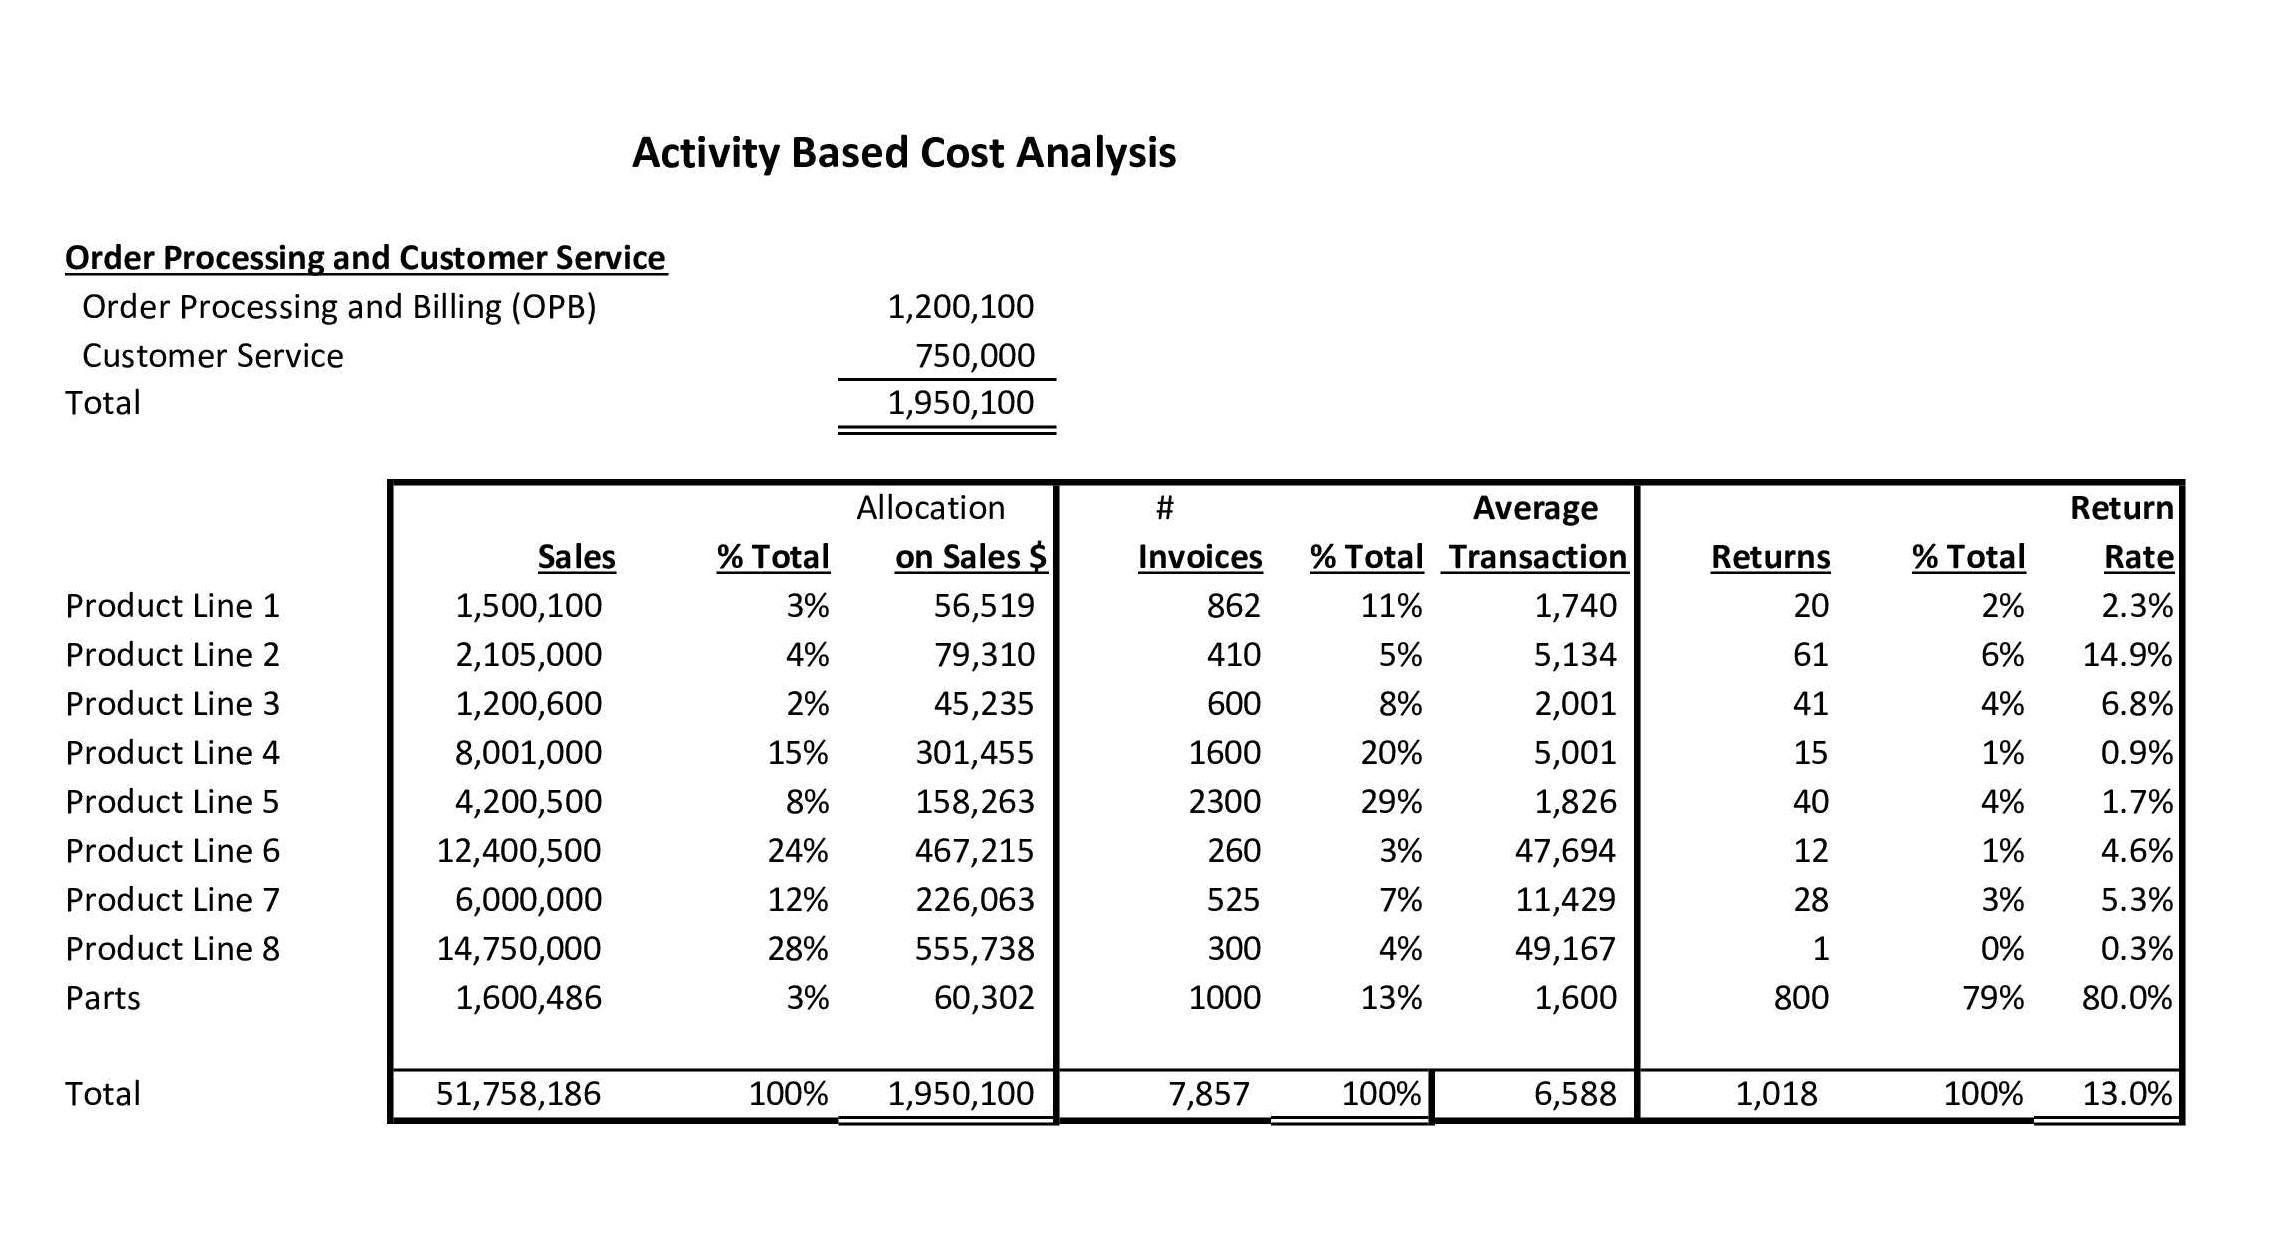 Activity Based Cost Analysis
Order Processing and Customer Service
Order Processing and Billing (OPB) 1,200,100
Customer Service 750,000
Total 1,950,100
Allocation # Average Return
Sales % Total on Sales $ Invoices % Total Transaction Returns % Total Rate
Product Line 1 1,500,100 3% 56,519 862 11% 1,740 20 2% 2.3%
Product Line 2 2,105,000 4% 79,310 410 5% 5,134 61 6% 14.9%
Product Line 3 1,200,600 2% 45,235 600 8% 2,001 41 4% 6.8%
Product Line 4 8,001,000 15% 301,455 1600 20% 5,001 15 1% 0.9%
Product Line 5 4,200,500 8% 158,263 2300 29% 1,826 40 4% 1.7%
Product Line 6 12,400,500 24% 467,215 260 3% 47,694 12 1% 4.6%
Product Line 7 6,000,000 12% 226,063 525 7% 11,429 28 3% 5.3%
Product Line 8 14,750,000 28% 555,738 300 4% 49,167 1 0% 0.3%
Parts 1,600,486 3% 60,302 1000 13% 1,600 800 79% 80.0%
Total 51,758,186 100% 1,950,100 7,857 100% 6,588 1,018 100% 13.0%